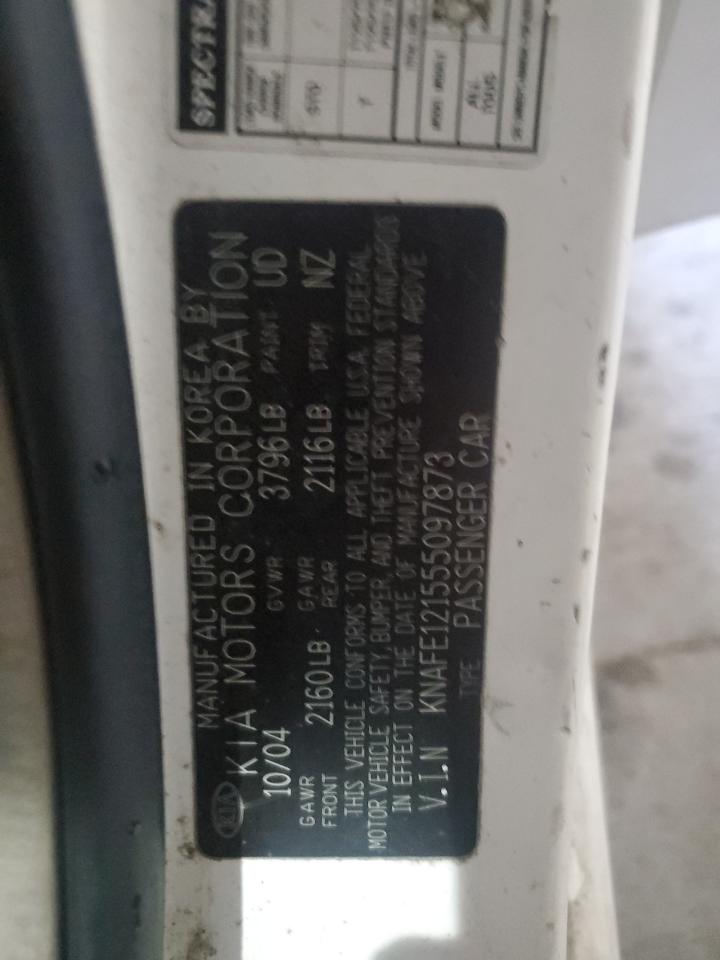 SPECTRA
MANUFACTURED IN KOREA BY
KIA KIA MOTORS CORPORATION
10/04 GVWR 3796LB PAINT UD
GAWR FRONT 2160LB GAWR REAR 2116LB TRIM NZ
THIS VEHICLE CONFORMS TO ALL APPLICABLE U.S.A. FEDERAL
MOTOR VEHICLE SAFETY, BUMPER AND THEFT PREVENTION STANDARDS
IN EFFECT ON THE DATE OF MANUFACTURE SHOWN ABOVE
V.I.N KNAFE121555097873
TYPE PASSENGER CAR